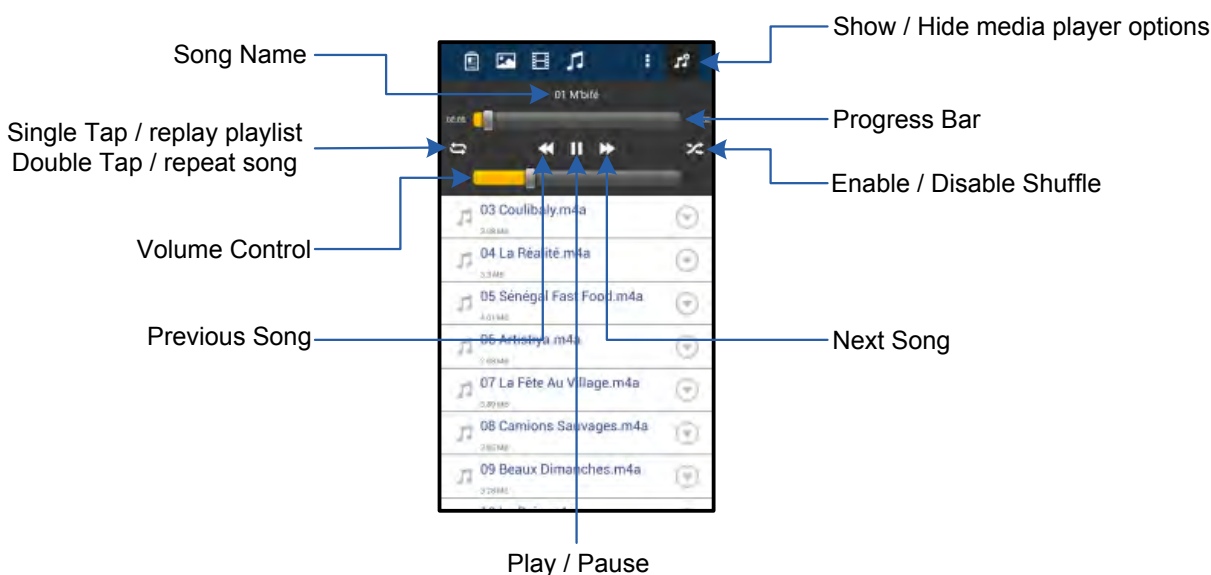 Show / Hide media player options
Song Name
01 M'bifé
Progress Bar
Single Tap / replay playlist
Double Tap / repeat song
Enable / Disable Shuffle
03 Coulibaly.m4a
Volume Control
04 La Réalité.m4a
05 Sénégal Fast Food.m4a
Previous Song
06 Artistiya.m4a
Next Song
07 La Fête Au Village.m4a
08 Camions Sauvages.m4a
09 Beaux Dimanches.m4a
Play / Pause